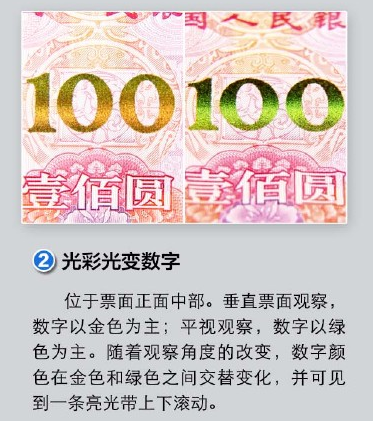 国人民银
100 100
壹佰圆 壹佰圆
2 光彩光变数字
位于票面正面中部。垂直票面观察，
数字以金色为主；平视观察，数字以绿
色为主。随着观察角度的改变，数字颜
色在金色和绿色之间交替变化，并可见
到一条亮光带上下滚动。